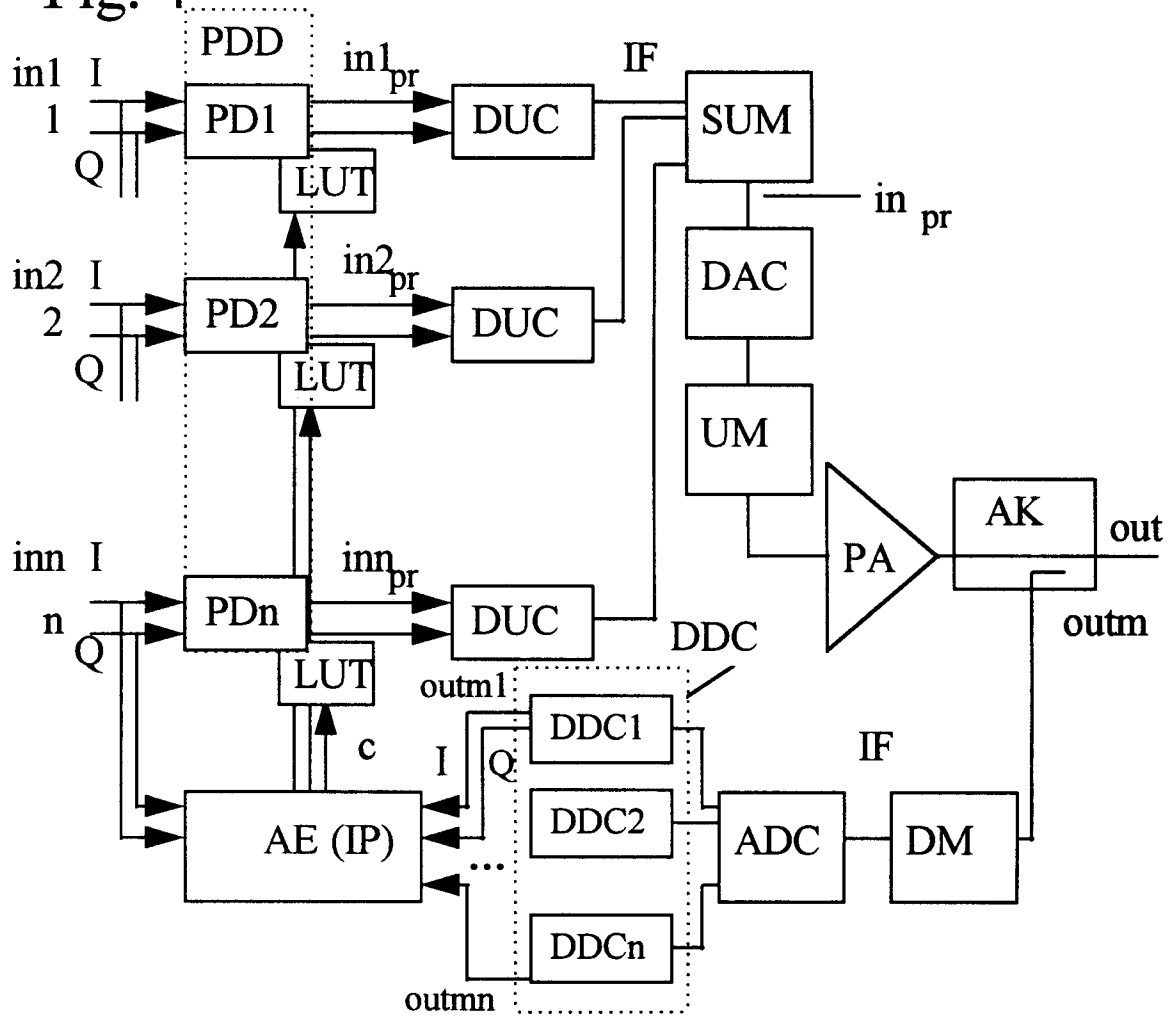 Fig.
PDD
in1 I
1
Q
PD1
LUT
in1pr
DUC
IF
SUM
in pr
in2 I
2
Q
PD2
LUT
in2pr
DUC
DAC
UM
inn I
n
Q
PDn
LUT
innpr
DUC
PA
AK
out
outm
DDC
outm1
c
I
Q
DDC1
DDC2
DDCn
...
AE (IP)
ADC
IF
DM
outmn